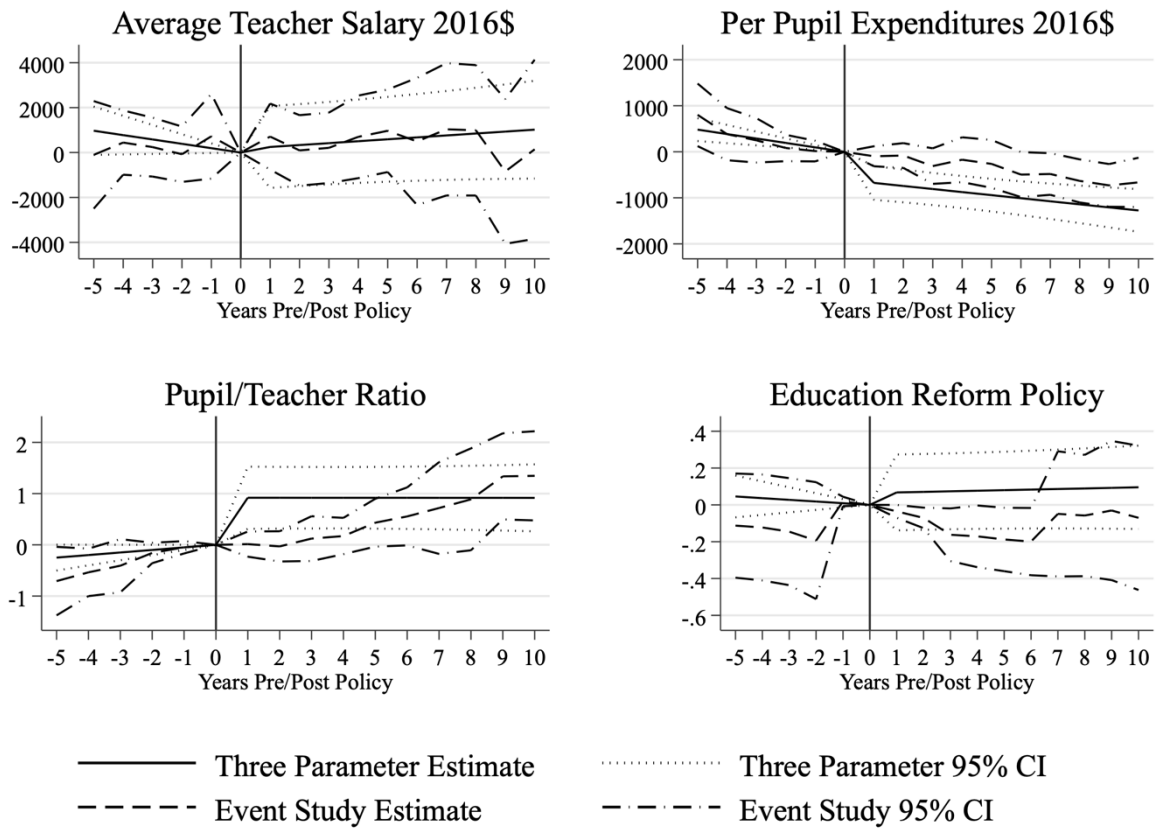 Average Teacher Salary 2016$
4000
2000
0
-2000
-4000
-5 -4 -3 -2 -1 0 1 2 3 4 5 6 7 8 9 10
Years Pre/Post Policy
Per Pupil Expenditures 2016$
2000
1000
0
-1000
-2000
-5 -4 -3 -2 -1 0 1 2 3 4 5 6 7 8 9 10
Years Pre/Post Policy
Pupil/Teacher Ratio
2
1
0
-1
-5 -4 -3 -2 -1 0 1 2 3 4 5 6 7 8 9 10
Years Pre/Post Policy
Education Reform Policy
.4
.2
0
-.2
-.4
-.6
-5 -4 -3 -2 -1 0 1 2 3 4 5 6 7 8 9 10
Years Pre/Post Policy
Three Parameter Estimate
Three Parameter 95% CI
Event Study Estimate
Event Study 95% CI